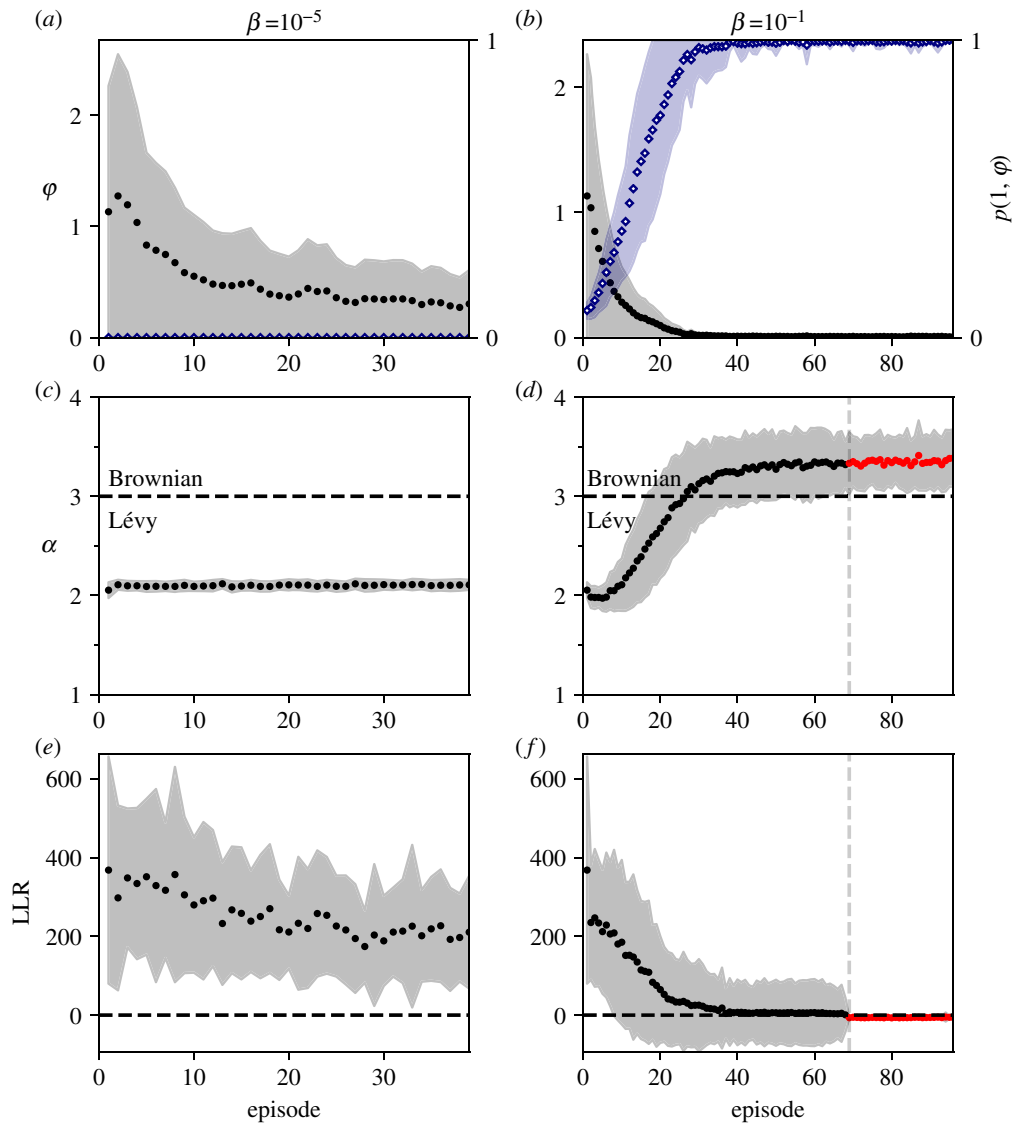 (a) β =10⁻⁵
(b) β =10⁻¹
φ
2
1
0
0 10 20 30
1
0
2
1
0
0 20 40 60 80
1
0
p(1, φ)
(c)
α
4
3
2
1
Brownian
Lévy
0 10 20 30
(d)
4
3
2
1
Brownian
Lévy
0 20 40 60 80
(e)
LLR
600
400
200
0
0 10 20 30
episode
(f)
600
400
200
0
0 20 40 60 80
episode